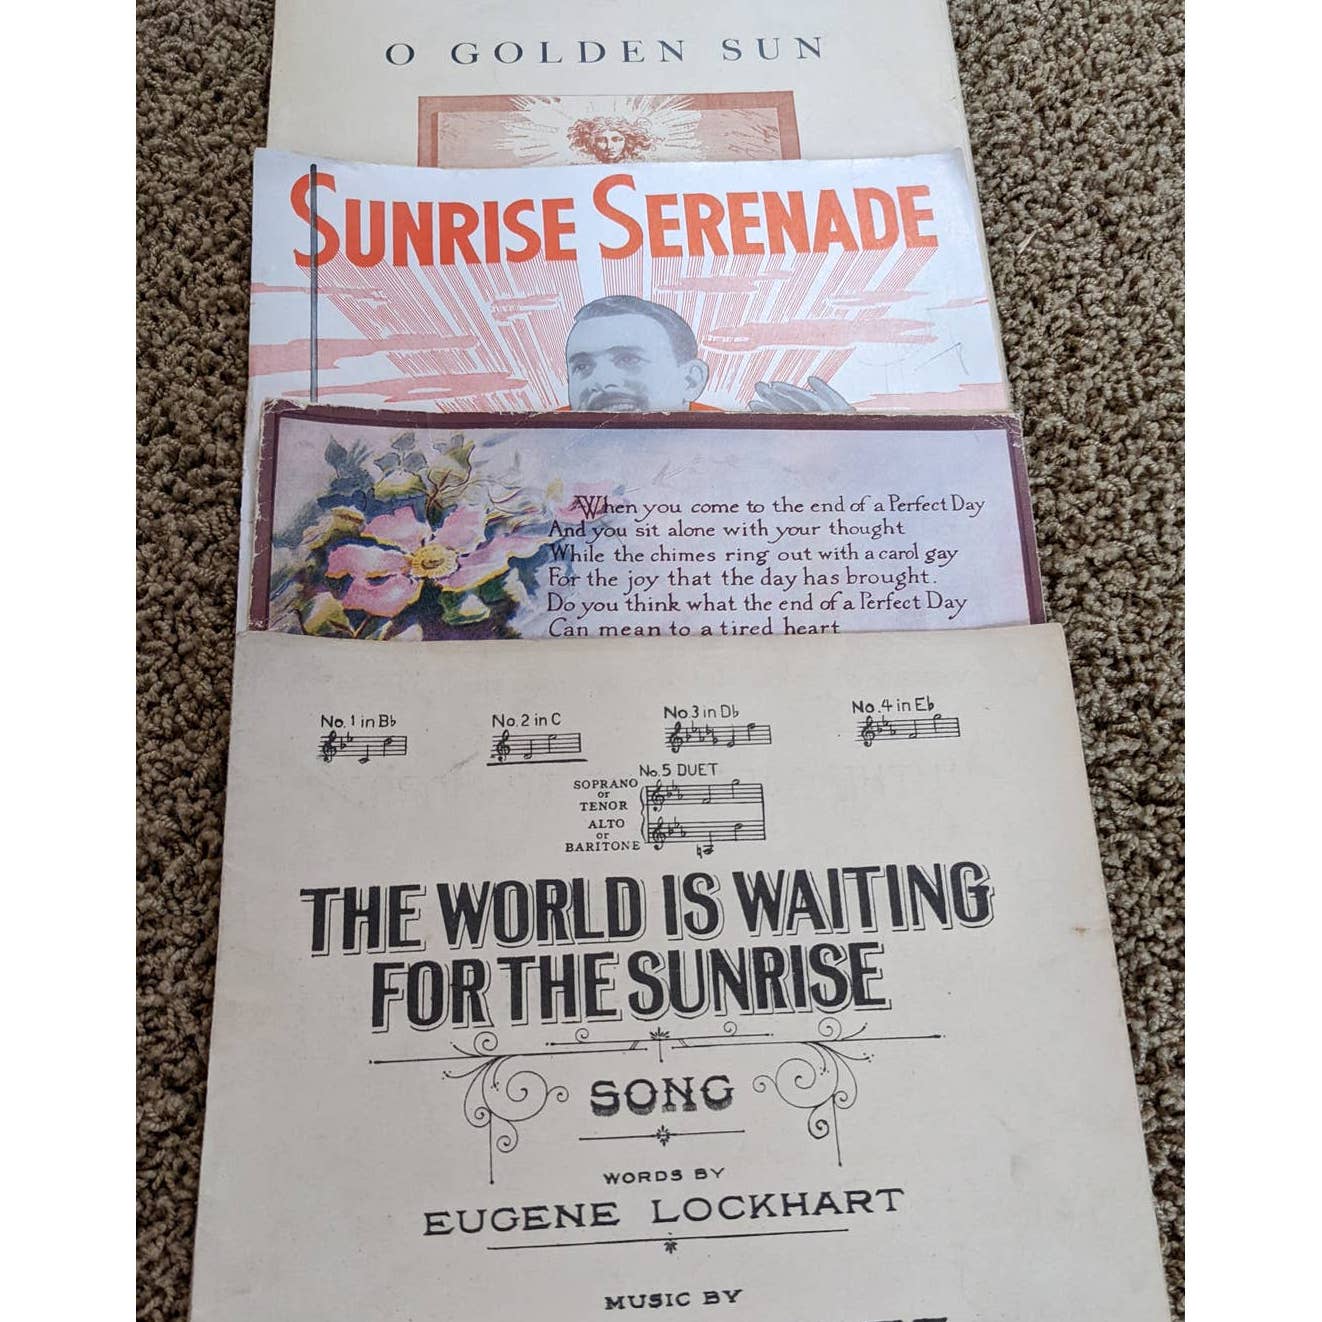 O GOLDEN SUN
SUNRISE SERENADE
When you come to the end of a Perfect Day
And you sit alone with your thought
While the chimes ring out with a carol gay
For the joy that the day has brought.
Do you think what the end of a Perfect Day
Can mean to a tired heart
No. 1 in B♭
No. 2 in C
No. 3 in D♭
No. 4 in E♭
No. 5 DUET
SOPRANO
or
TENOR
ALTO
or
BARITONE
THE WORLD IS WAITING
FOR THE SUNRISE
SONG
WORDS BY
EUGENE LOCKHART
MUSIC BY